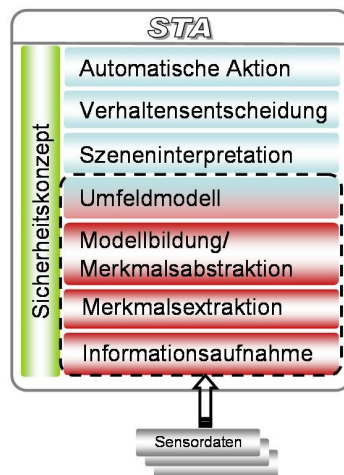 STA
Sicherheitskonzept
Automatische Aktion
Verhaltensentscheidung
Szeneninterpretation
Umfeldmodell
Modellbildung/
Merkmalsabstraktion
Merkmalsextraktion
Informationsaufnahme
Sensordaten